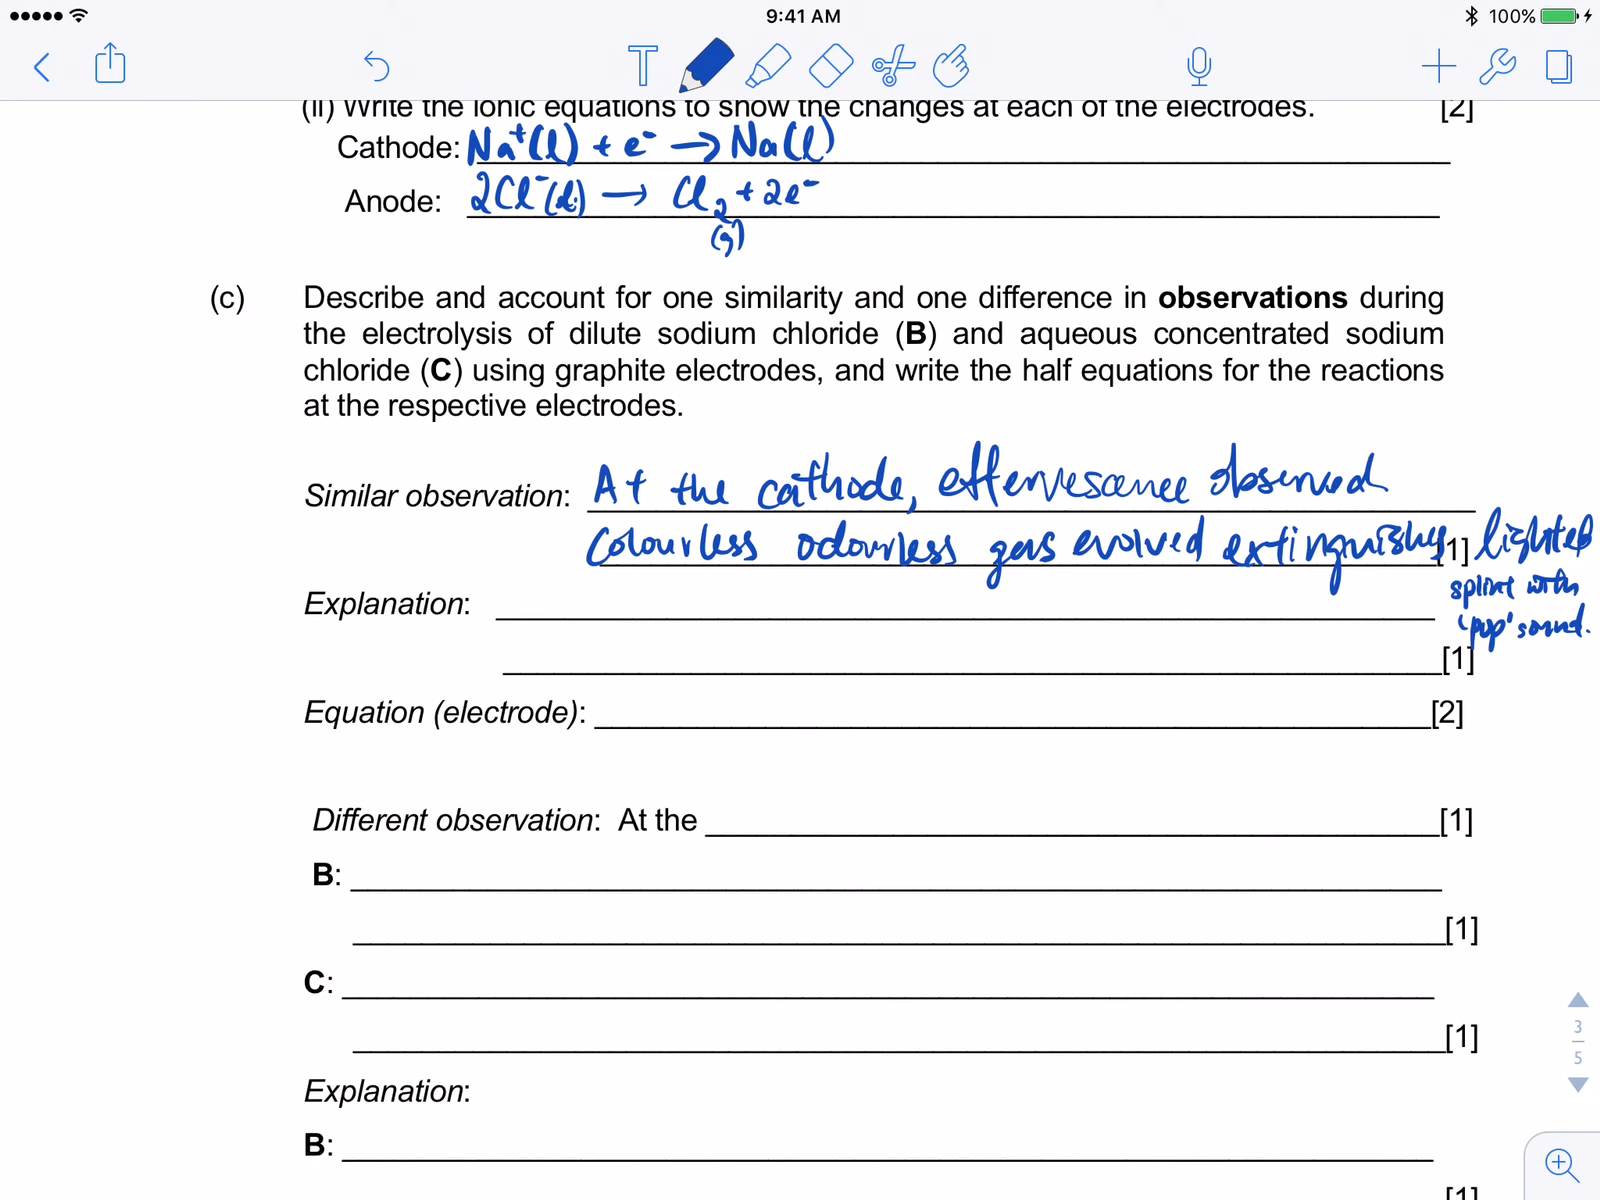 9:41 AM
100%
T
(ii) Write the ionic equations to show the changes at each of the electrodes. [2]
Cathode: Na⁺(l) + e⁻ → Na(l)
Anode: 2Cl⁻(l) → Cl₂ + 2e⁻
(g)
(c) Describe and account for one similarity and one difference in observations during
the electrolysis of dilute sodium chloride (B) and aqueous concentrated sodium
chloride (C) using graphite electrodes, and write the half equations for the reactions
at the respective electrodes.
Similar observation: At the cathode, effervescence observed
Colourless odourless gas evolved extinguishes [1] lighted
splint with
'pop' sound.
Explanation:
[1]
Equation (electrode): [2]
Different observation: At the [1]
B:
[1]
C:
[1]
3
5
Explanation:
B:
[1]